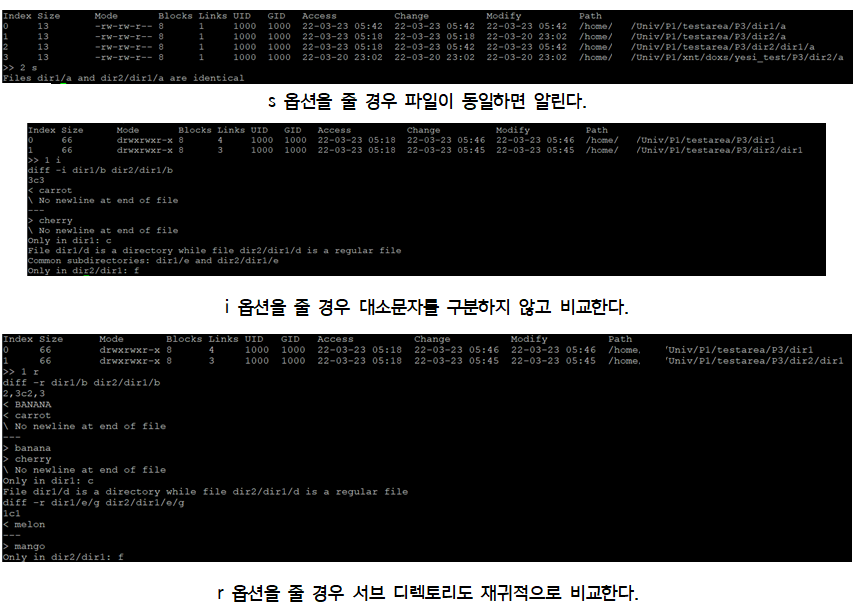 Index Size Mode Blocks Links UID GID Access Change Modify Path
0 13 -rw-rw-r-- 8 1 1000 1000 22-03-23 05:42 22-03-23 05:42 22-03-23 05:42 /home/ /Univ/P1/testarea/P3/dir1/a
1 13 -rw-rw-r-- 8 1 1000 1000 22-03-23 05:18 22-03-23 05:18 22-03-20 23:02 /home/ /Univ/P1/testarea/P3/dir2/a
2 13 -rw-rw-r-- 8 1 1000 1000 22-03-23 05:18 22-03-23 05:42 22-03-20 23:02 /home/ /Univ/P1/testarea/P3/dir2/dir1/a
3 13 -rw-rw-r-- 8 1 1000 1000 22-03-20 23:02 22-03-20 23:02 22-03-20 23:02 /home/ /Univ/P1/xnt/doxs/yesi_test/P3/dir2/a
>> 2 s
Files dir1/a and dir2/dir1/a are identical
s 옵션을 줄 경우 파일이 동일하면 알린다.
Index Size Mode Blocks Links UID GID Access Change Modify Path
0 66 drwxrwxr-x 8 4 1000 1000 22-03-23 05:18 22-03-23 05:46 22-03-23 05:46 /home/ /Univ/P1/testarea/P3/dir1
1 66 drwxrwxr-x 8 3 1000 1000 22-03-23 05:18 22-03-23 05:45 22-03-23 05:45 /home/ /Univ/P1/testarea/P3/dir2/dir1
>> 1 i
diff -i dir1/b dir2/dir1/b
3c3
< carrot
\ No newline at end of file
---
> cherry
\ No newline at end of file
Only in dir1: c
File dir1/d is a directory while file dir2/dir1/d is a regular file
Common subdirectories: dir1/e and dir2/dir1/e
Only in dir2/dir1: f
i 옵션을 줄 경우 대소문자를 구분하지 않고 비교한다.
Index Size Mode Blocks Links UID GID Access Change Modify Path
0 66 drwxrwxr-x 8 4 1000 1000 22-03-23 05:18 22-03-23 05:46 22-03-23 05:46 /home. 'Univ/P1/testarea/P3/dir1
1 66 drwxrwxr-x 8 3 1000 1000 22-03-23 05:18 22-03-23 05:45 22-03-23 05:45 /home. 'Univ/P1/testarea/P3/dir2/dir1
>> 1 r
diff -r dir1/b dir2/dir1/b
2,3c2,3
< BANANA
< carrot
\ No newline at end of file
---
> banana
> cherry
\ No newline at end of file
Only in dir1: c
File dir1/d is a directory while file dir2/dir1/d is a regular file
diff -r dir1/e/g dir2/dir1/e/g
1c1
< melon
---
> mango
Only in dir2/dir1: f
r 옵션을 줄 경우 서브 디렉토리도 재귀적으로 비교한다.